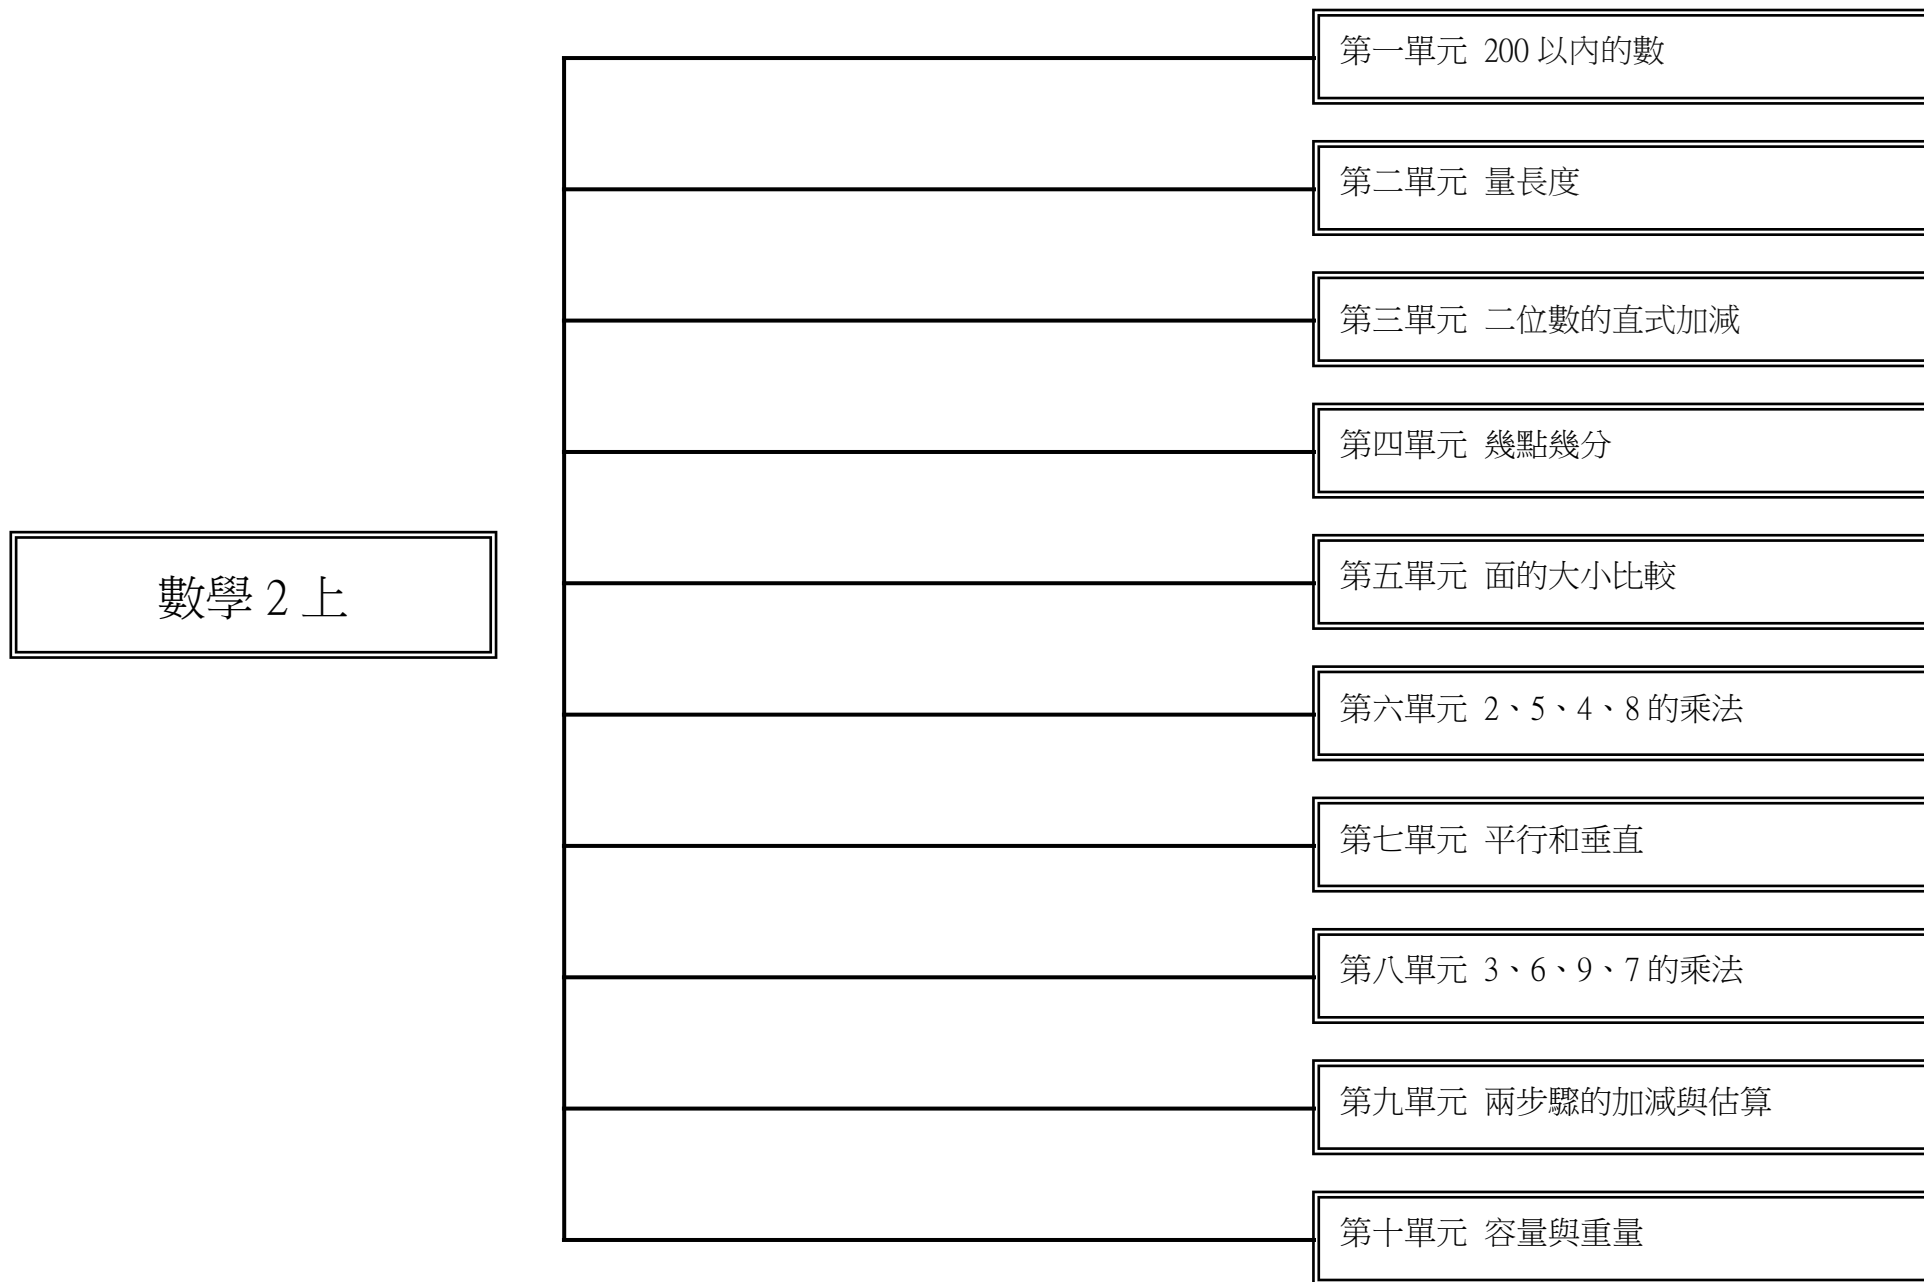 第一單元 200 以內的數
第二單元 量長度
第三單元 二位數的直式加減
第四單元 幾點幾分
第五單元 面的大小比較
數學 2 上
第六單元 2、5、4、8 的乘法
第七單元 平行和垂直
第八單元 3、6、9、7 的乘法
第九單元 兩步驟的加減與估算
第十單元 容量與重量